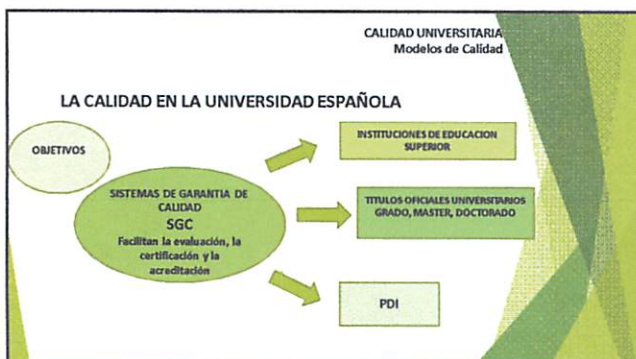 CALIDAD UNIVERSITARIA
Modelos de Calidad
LA CALIDAD EN LA UNIVERSIDAD ESPAÑOLA
OBJETIVOS
SISTEMAS DE GARANTIA DE
CALIDAD
SGC
Facilitan la evaluación, la
certificación y la
acreditación
INSTITUCIONES DE EDUCACION
SUPERIOR
TITULOS OFICIALES UNIVERSITARIOS
GRADO, MASTER, DOCTORADO
PDI